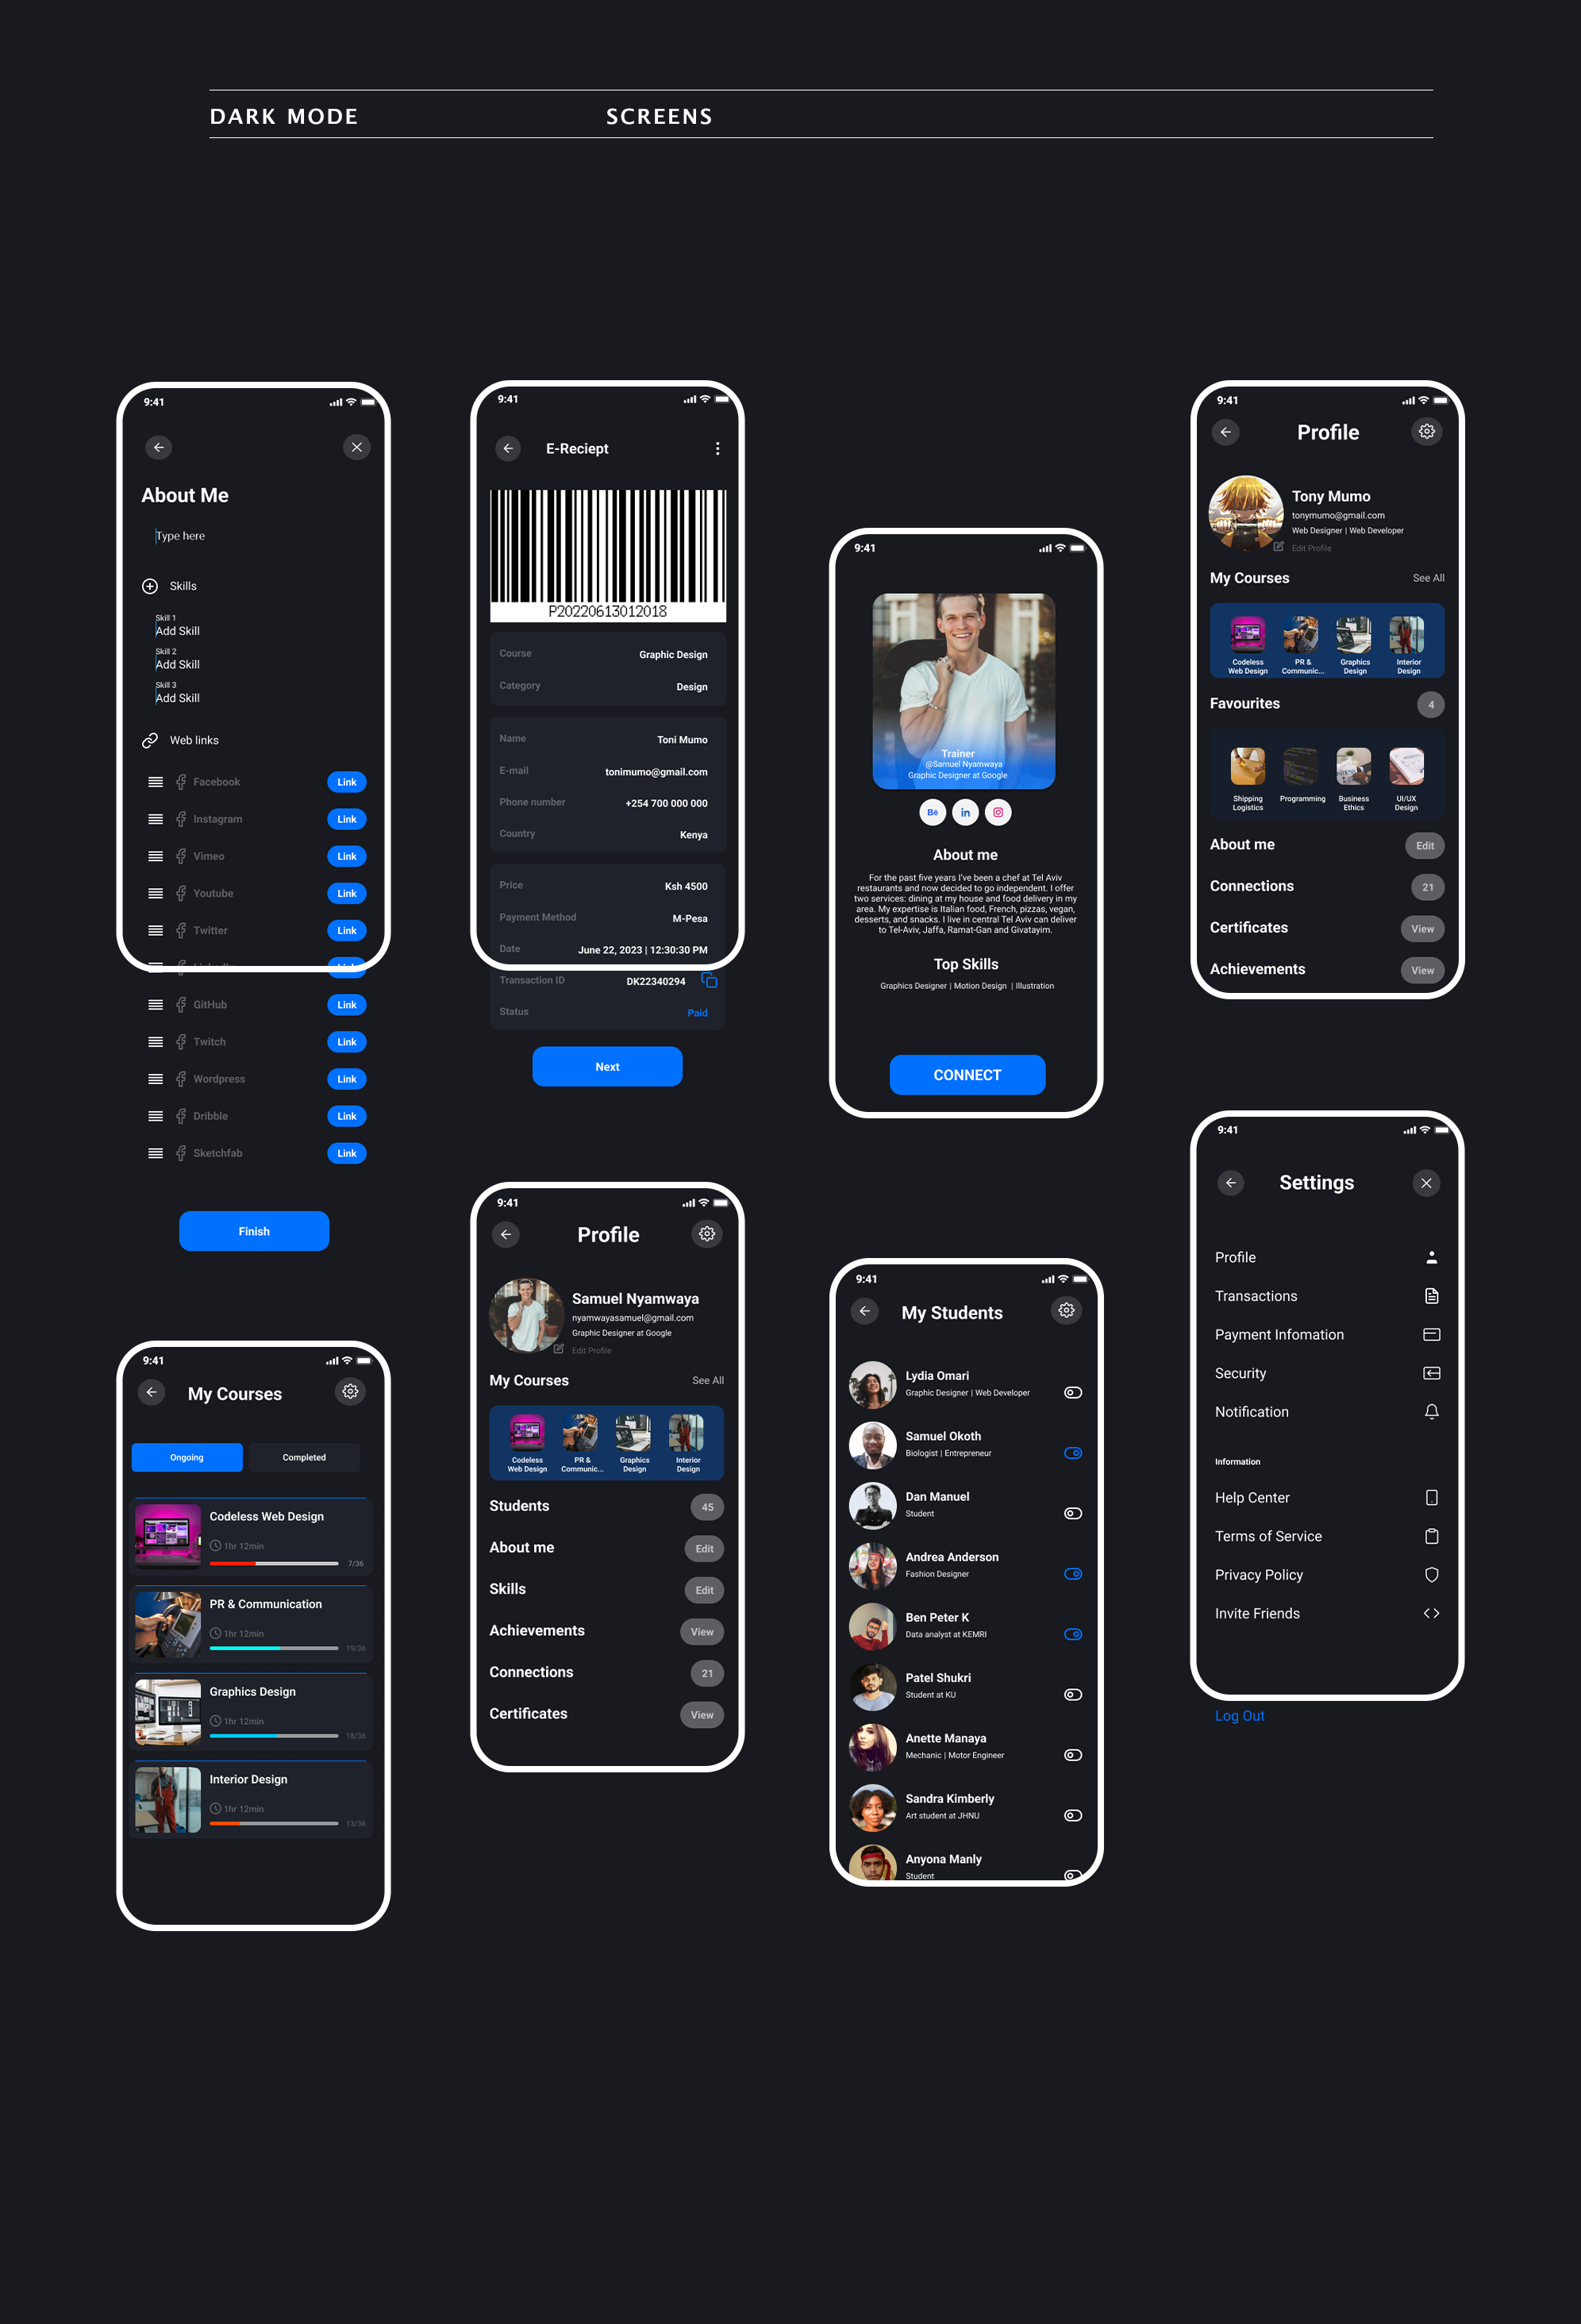 DARK MODE
SCREENS
9:41
About Me
Type here
Skills
Skill 1
Add Skill
Skill 2
Add Skill
Skill 3
Add Skill
Web links
Facebook Link
Instagram Link
Vimeo Link
Youtube Link
Twitter Link
GitHub Link
Twitch Link
Wordpress Link
Dribble Link
Sketchfab Link
Finish
9:41
E-Reciept
P20220613012018
Course Graphic Design
Category Design
Name Toni Mumo
E-mail tonimumo@gmail.com
Phone number +254 700 000 000
Country Kenya
Price Ksh 4500
Payment Method M-Pesa
Date June 22, 2023 | 12:30:30 PM
Transaction ID DK22340294
Status Paid
Next
9:41
Trainer
@Samuel Nyamwaya
Graphic Designer at Google
Bē
in
About me
For the past five years I've been a chef at Tel Aviv
restaurants and now decided to go independent. I offer
two services: dining at my house and food delivery in my
area. My expertise is Italian food, French, pizzas, vegan,
desserts, and snacks. I live in central Tel Aviv can deliver
to Tel-Aviv, Jaffa, Ramat-Gan and Givatayim.
Top Skills
Graphics Designer | Motion Design | Illustration
CONNECT
9:41
Profile
Tony Mumo
tonymumo@gmail.com
Web Designer | Web Developer
Edit Profile
My Courses See All
Codeless
Web Design
PR &
Communic...
Graphics
Design
Interior
Design
Favourites 4
Shipping
Logistics
Programming
Business
Ethics
UI/UX
Design
About me Edit
Connections 21
Certificates View
Achievements View
9:41
My Courses
Ongoing Completed
Codeless Web Design
1hr 12min
7/36
PR & Communication
1hr 12min
19/36
Graphics Design
1hr 12min
18/36
Interior Design
1hr 12min
13/36
9:41
Profile
Samuel Nyamwaya
nyamwayasamuel@gmail.com
Graphic Designer at Google
Edit Profile
My Courses See All
Codeless
Web Design
PR &
Communic...
Graphics
Design
Interior
Design
Students 45
About me Edit
Skills Edit
Achievements View
Connections 21
Certificates View
9:41
My Students
Lydia Omari
Graphic Designer | Web Developer
Samuel Okoth
Biologist | Entrepreneur
Dan Manuel
Student
Andrea Anderson
Fashion Designer
Ben Peter K
Data analyst at KEMRI
Patel Shukri
Student at KU
Anette Manaya
Mechanic | Motor Engineer
Sandra Kimberly
Art student at JHNU
Anyona Manly
Student
9:41
Settings
Profile
Transactions
Payment Infomation
Security
Notification
Information
Help Center
Terms of Service
Privacy Policy
Invite Friends
Log Out